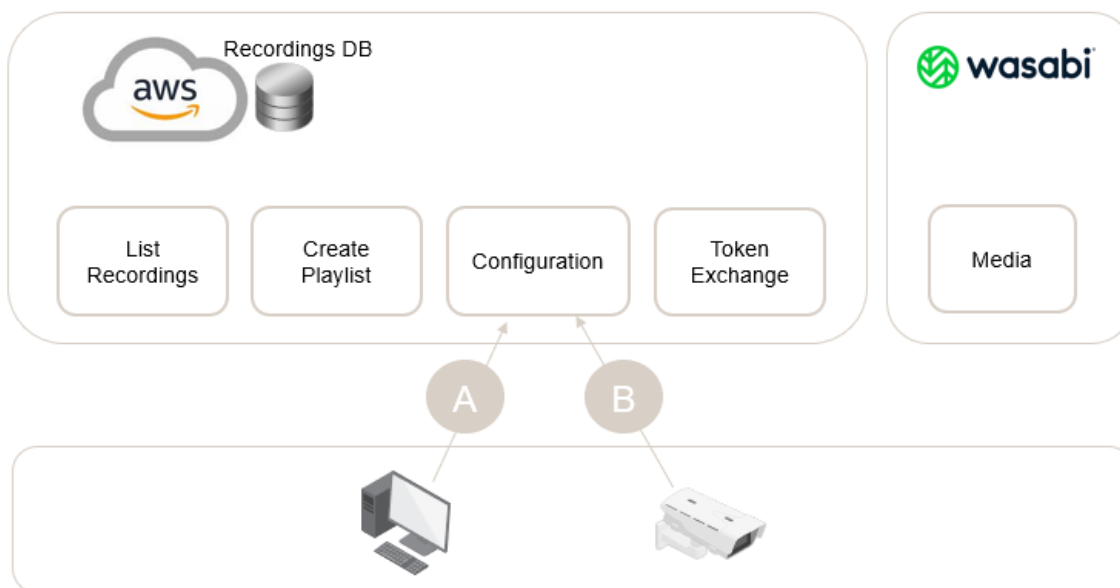 Recordings DB
aws
wasabi
List
Recordings
Create
Playlist
Configuration
Token
Exchange
Media
A
B